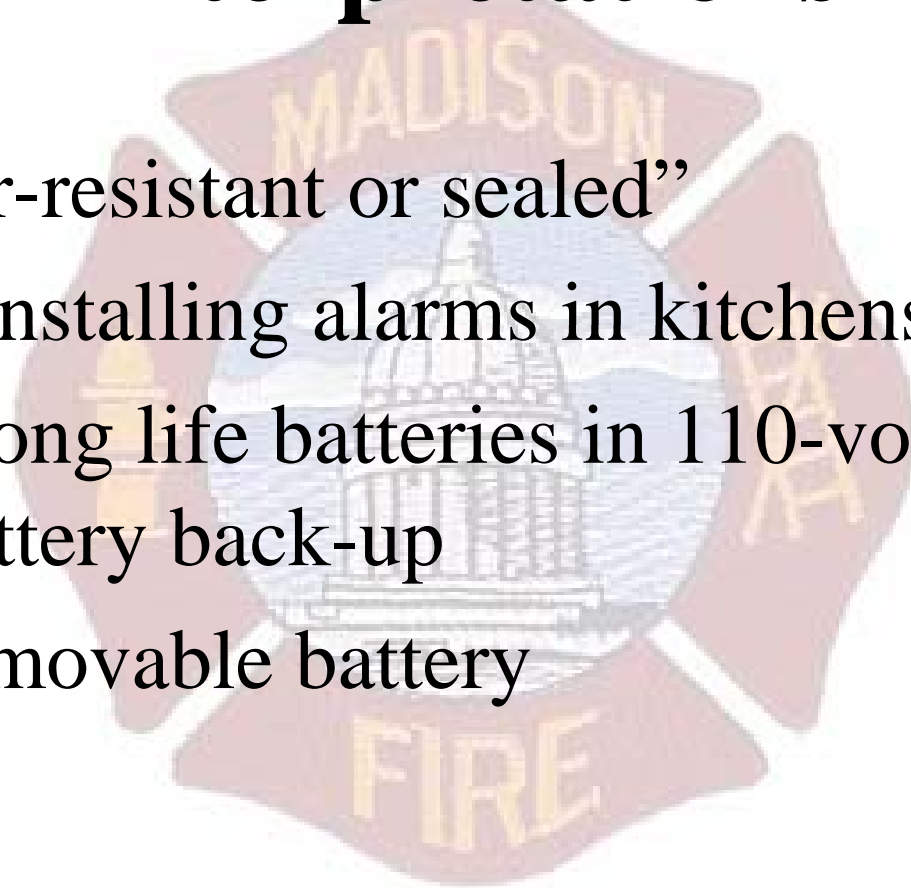 MADISON
r-resistant or sealed”
nstalling alarms in kitchens
ong life batteries in 110-vo
ttery back-up
movable battery
FIRE